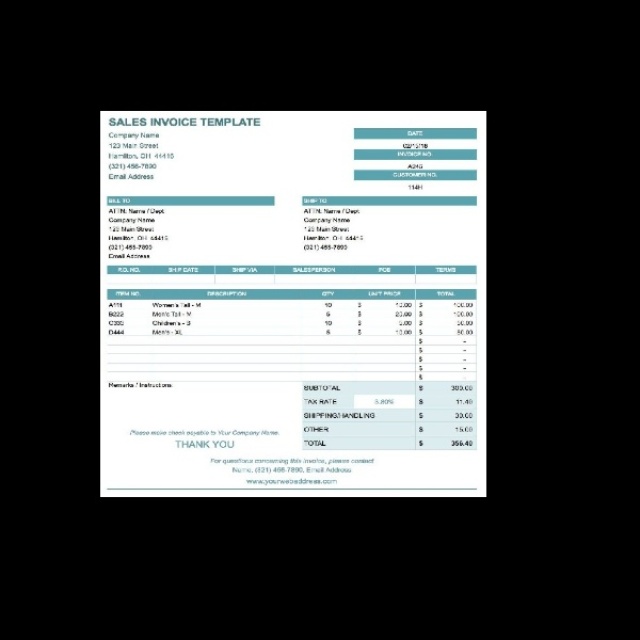 SALES INVOICE TEMPLATE
Company Name
123 Main Street
Hamilton, OH 44416
(321) 456-7890
Email Address
DATE
02/15/16
INVOICE NO.
A246
CUSTOMER NO.
114H
BILL TO
SHIP TO
ATTN: Name / Dept
ATTN: Name / Dept
Company Name
Company Name
123 Main Street
123 Main Street
Hamilton, OH 44416
Hamilton, OH 44416
(321) 456-7890
(321) 456-7890
Email Address
P.O. NO. SHIP DATE SHIP VIA SALESPERSON FOB TERMS
ITEM NO. DESCRIPTION QTY UNIT PRICE TOTAL
A111 Women's Tall - M 10 $ 10.00 $ 100.00
B222 Men's Tall - M 5 $ 20.00 $ 100.00
C333 Children's - S 10 $ 5.00 $ 50.00
D444 Men's - XL 5 $ 10.00 $ 50.00
$ -
$ -
$ -
$ -
$ -
Remarks / Instructions:
SUBTOTAL $ 300.00
TAX RATE 3.80% $ 11.40
SHIPPING/HANDLING $ 30.00
OTHER $ 15.00
TOTAL $ 356.40
Please make check payable to Your Company Name.
THANK YOU
For questions concerning this invoice, please contact
Name, (321) 456-7890, Email Address
www.yourwebaddress.com